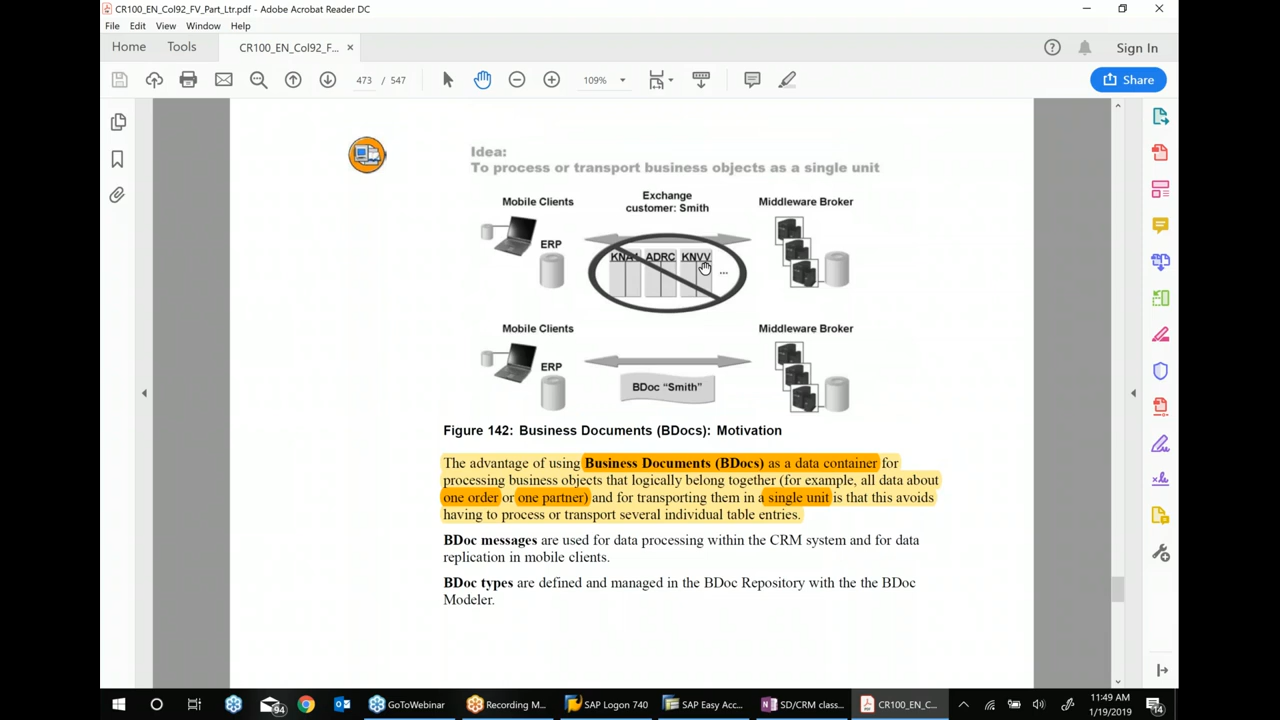 CR100_EN_Col92_FV_Part_Ltr.pdf - Adobe Acrobat Reader DC
File Edit View Window Help
Home Tools CR100_EN_Col92_F... × Sign In
473 / 547 109% Share
Idea:
To process or transport business objects as a single unit
Mobile Clients Exchange customer: Smith Middleware Broker
ERP
KNA1 ADRC KNVV ...
Mobile Clients Middleware Broker
ERP
BDoc “Smith”
Figure 142: Business Documents (BDocs): Motivation
The advantage of using Business Documents (BDocs) as a data container for
processing business objects that logically belong together (for example, all data about
one order or one partner) and for transporting them in a single unit is that this avoids
having to process or transport several individual table entries.
BDoc messages are used for data processing within the CRM system and for data
replication in mobile clients.
BDoc types are defined and managed in the BDoc Repository with the the BDoc
Modeler.
94 GoToWebinar Recording M... SAP Logon 740 SAP Easy Acc... SD/CRM class... CR100_EN_C... 11:49 AM
1/19/2019 14